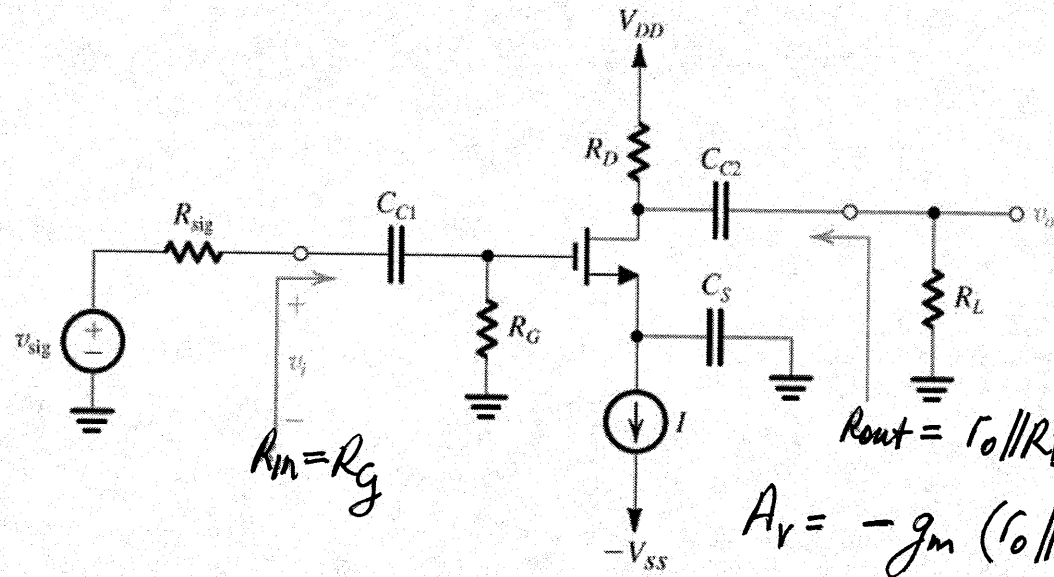 V_DD
R_D
C_C2
R_sig
C_C1
v_o
C_S
R_L
R_G
v_sig
+
−
+
v_i
−
I
R_in = R_G
R_out = r_o // R
A_v = − g_m (r_o //
−V_SS